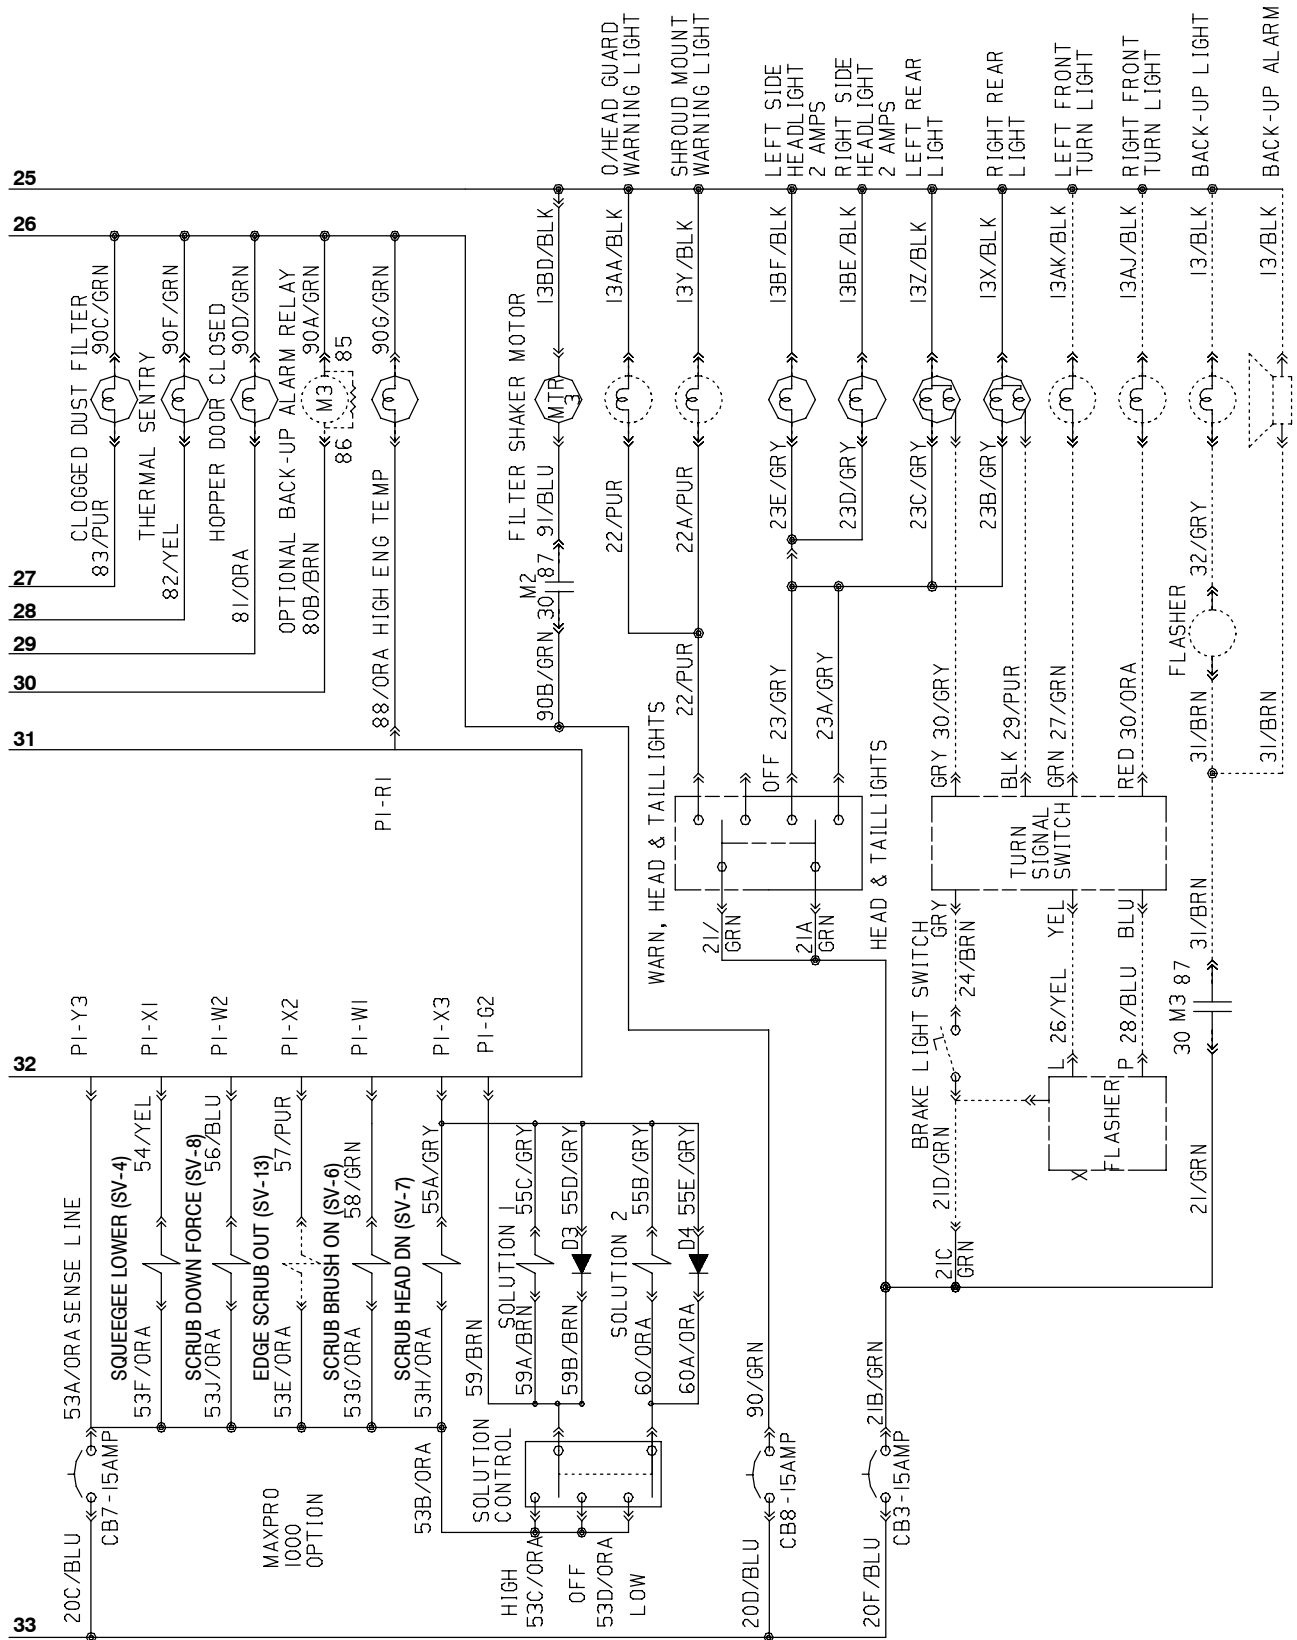 25
26
27
28
29
30
31
32
33
O/HEAD GUARD
WARNING LIGHT
SHROUD MOUNT
WARNING LIGHT
LEFT SIDE
HEADLIGHT
2 AMPS
RIGHT SIDE
HEADLIGHT
2 AMPS
LEFT REAR
LIGHT
RIGHT REAR
LIGHT
LEFT FRONT
TURN LIGHT
RIGHT FRONT
TURN LIGHT
BACK-UP LIGHT
BACK-UP ALARM
CLOGGED DUST FILTER
83/PUR
90C/GRN
THERMAL SENTRY
82/YEL
90F/GRN
HOPPER DOOR CLOSED
81/ORA
90D/GRN
OPTIONAL BACK-UP ALARM RELAY
80B/BRN
90A/GRN
M3
86
85
88/ORA HIGH ENG TEMP
90G/GRN
P1-R1
FILTER SHAKER MOTOR
90B/GRN 30 87 91/BLU
M2
MTR
3
13BD/BLK
22/PUR
13AA/BLK
22/PUR
22A/PUR
13Y/BLK
23E/GRY
13BF/BLK
23D/GRY
13BE/BLK
23C/GRY
13Z/BLK
23B/GRY
13X/BLK
13AK/BLK
13AJ/BLK
32/GRY
13/BLK
13/BLK
FLASHER
31/BRN
31/BRN
WARN, HEAD & TAILLIGHTS
OFF
23/GRY
23A/GRY
HEAD & TAILLIGHTS
21/
GRN
21A
GRN
GRY 30/GRY
BLK 29/PUR
GRN 27/GRN
RED 30/ORA
TURN
SIGNAL
SWITCH
GRY
24/BRN
YEL
26/YEL
BLU
28/BLU
L
P
X
FLASHER
BRAKE LIGHT SWITCH
21D/GRN
21C
GRN
21/GRN
30 M3 87
31/BRN
P1-Y3
P1-X1
P1-W2
P1-X2
P1-W1
P1-X3
P1-G2
53A/ORA SENSE LINE
SQUEEGEE LOWER (SV-4)
53F/ORA
54/YEL
SCRUB DOWN FORCE (SV-8)
53J/ORA
56/BLU
EDGE SCRUB OUT (SV-13)
53E/ORA
57/PUR
SCRUB BRUSH ON (SV-6)
53G/ORA
58/GRN
SCRUB HEAD DN (SV-7)
53H/ORA
55A/GRY
59/BRN
SOLUTION 1
59A/BRN
55C/GRY
59B/BRN
D3 55D/GRY
SOLUTION 2
60/ORA
55B/GRY
60A/ORA
D4 55E/GRY
20C/BLU
CB7-15AMP
MAXPRO
1000
OPTION
53B/ORA
SOLUTION
CONTROL
HIGH
53C/ORA
OFF
53D/ORA
LOW
20D/BLU
CB8-15AMP
90/GRN
20F/BLU
CB3-15AMP
21B/GRN